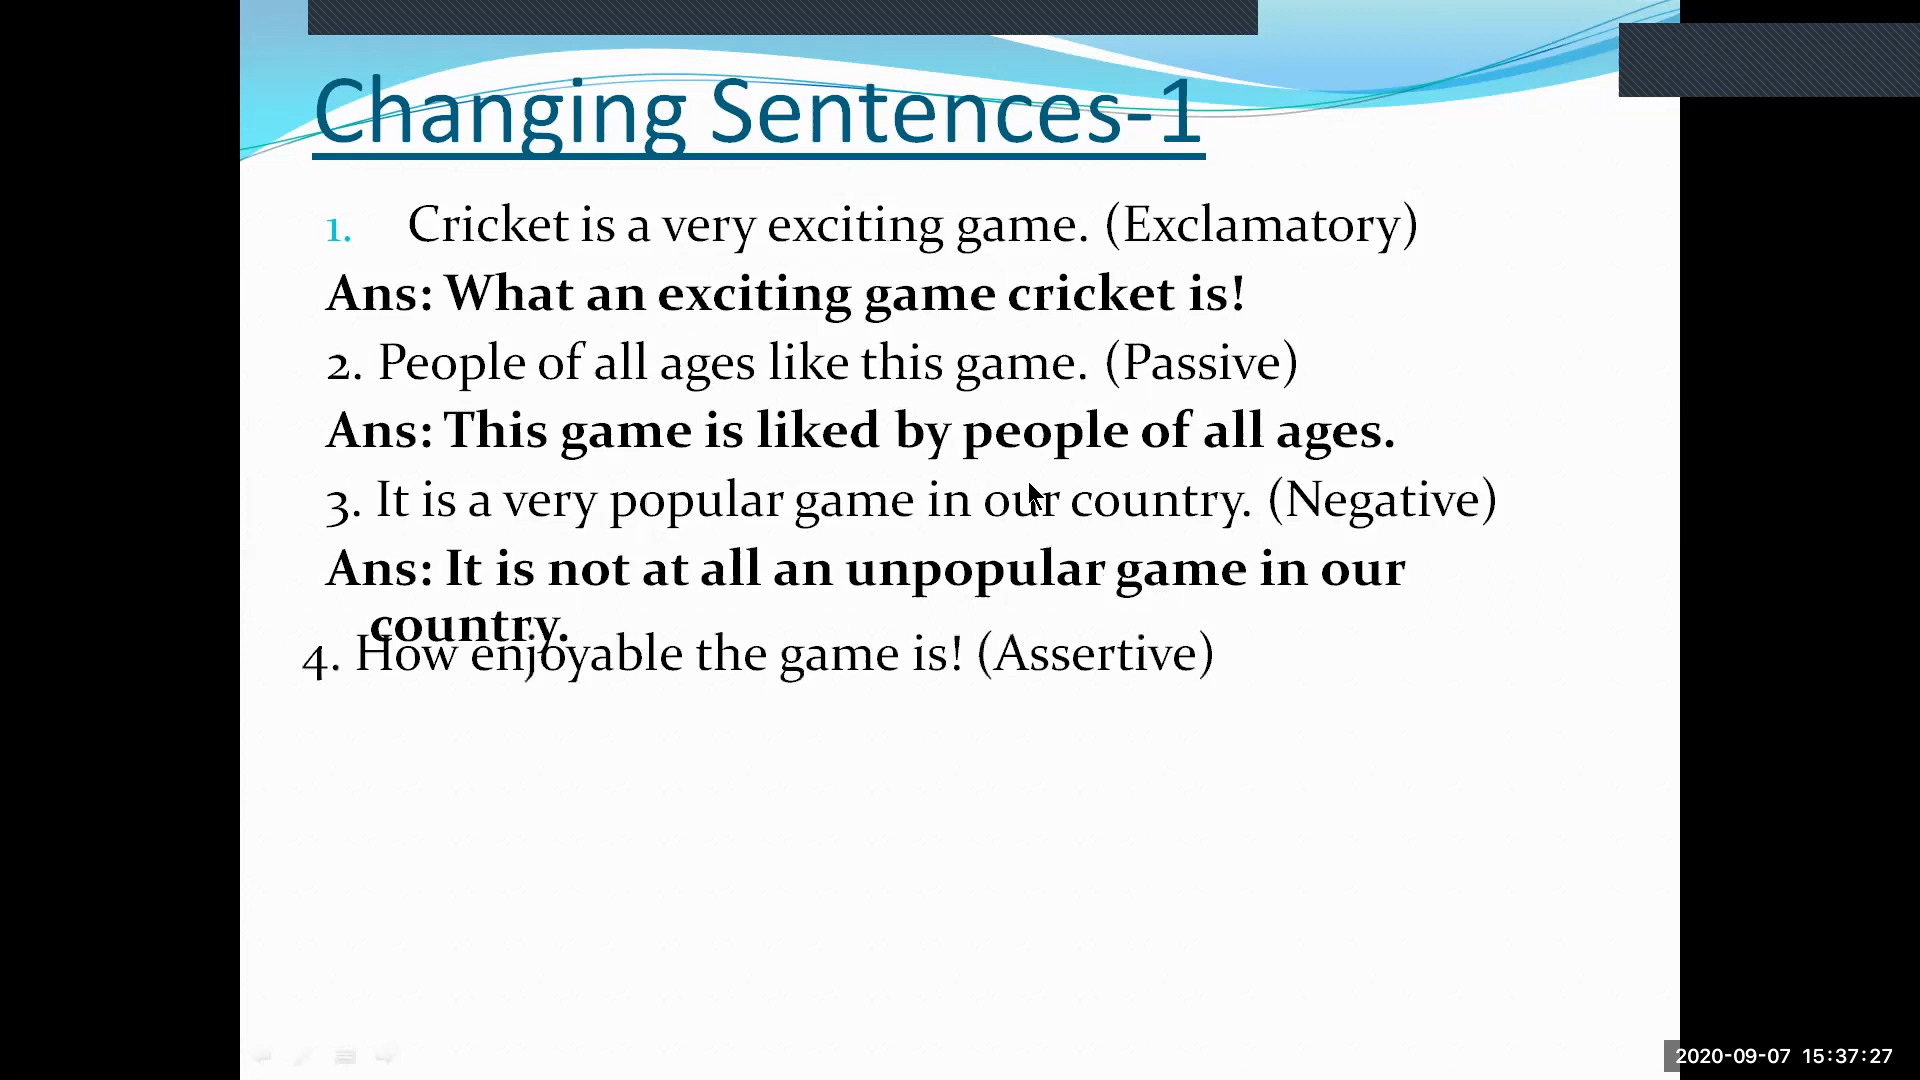 Changing Sentences-1
1. Cricket is a very exciting game. (Exclamatory)
Ans: What an exciting game cricket is!
2. People of all ages like this game. (Passive)
Ans: This game is liked by people of all ages.
3. It is a very popular game in our country. (Negative)
Ans: It is not at all an unpopular game in our
country.
4. How enjoyable the game is! (Assertive)
2020-09-07 15:37:27